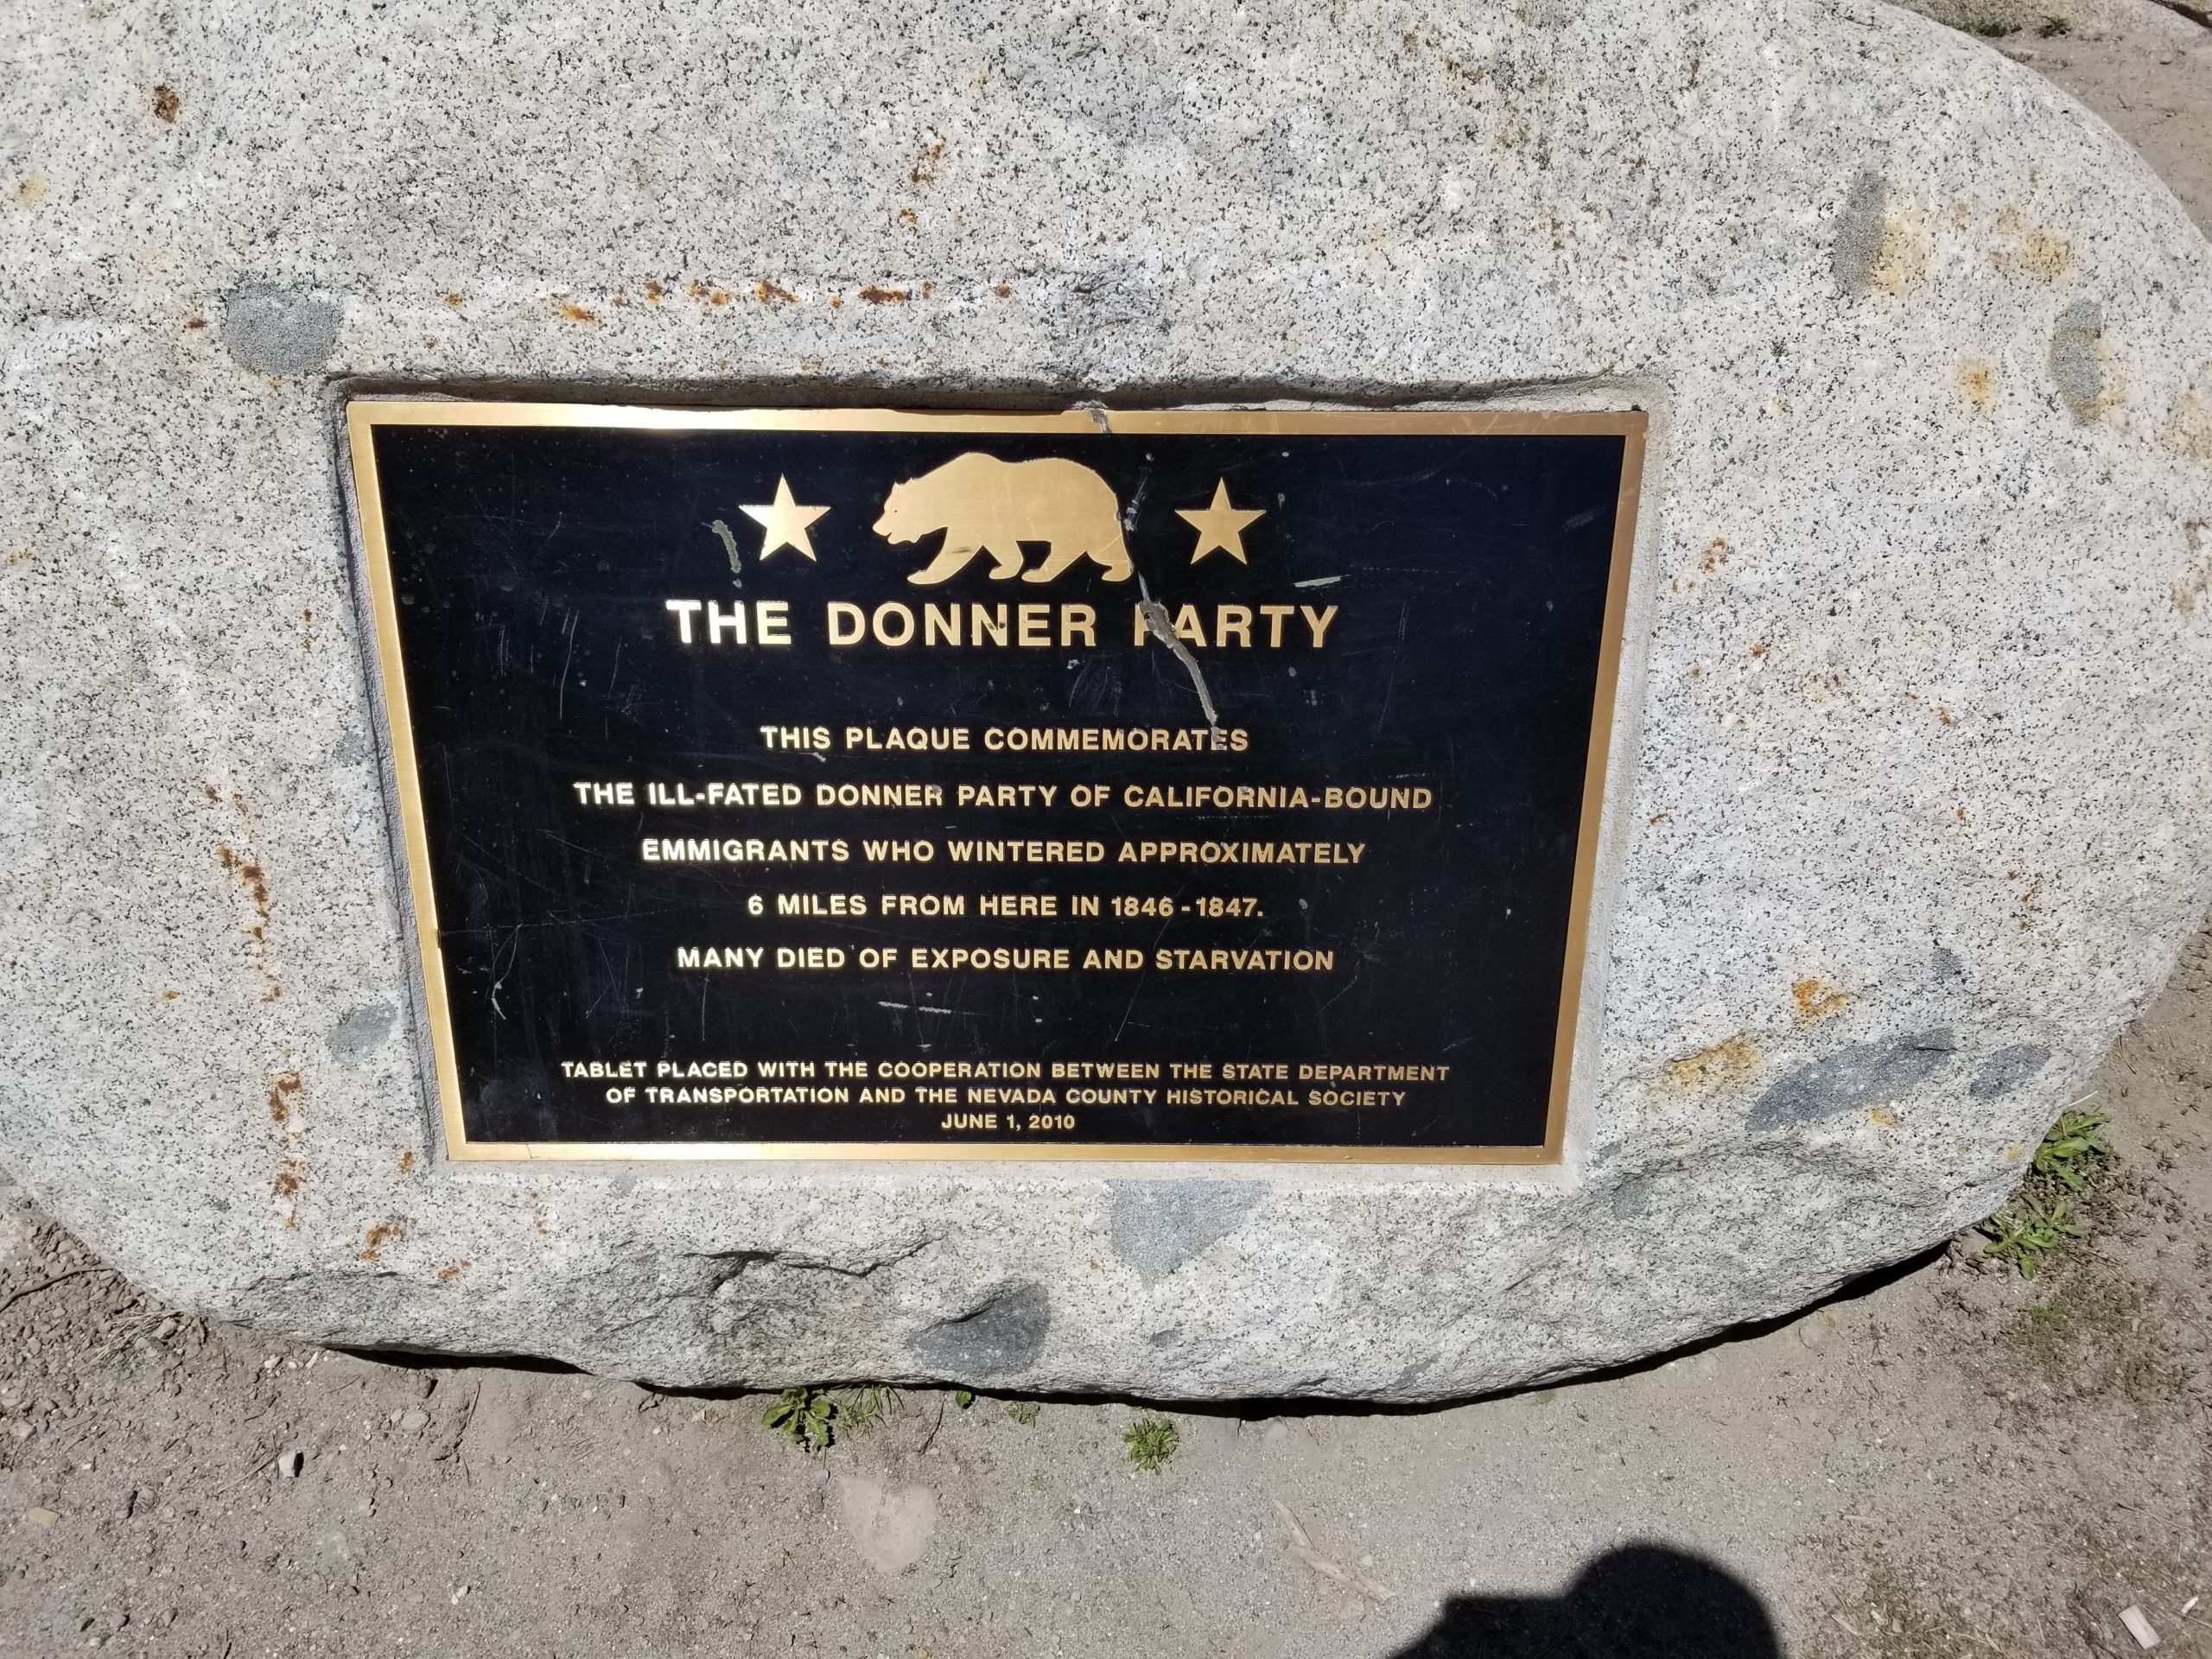 THE DONNER PARTY
THIS PLAQUE COMMEMORATES
THE ILL-FATED DONNER PARTY OF CALIFORNIA-BOUND
EMMIGRANTS WHO WINTERED APPROXIMATELY
6 MILES FROM HERE IN 1846-1847.
MANY DIED OF EXPOSURE AND STARVATION
TABLET PLACED WITH THE COOPERATION BETWEEN THE STATE DEPARTMENT
OF TRANSPORTATION AND THE NEVADA COUNTY HISTORICAL SOCIETY
JUNE 1, 2010